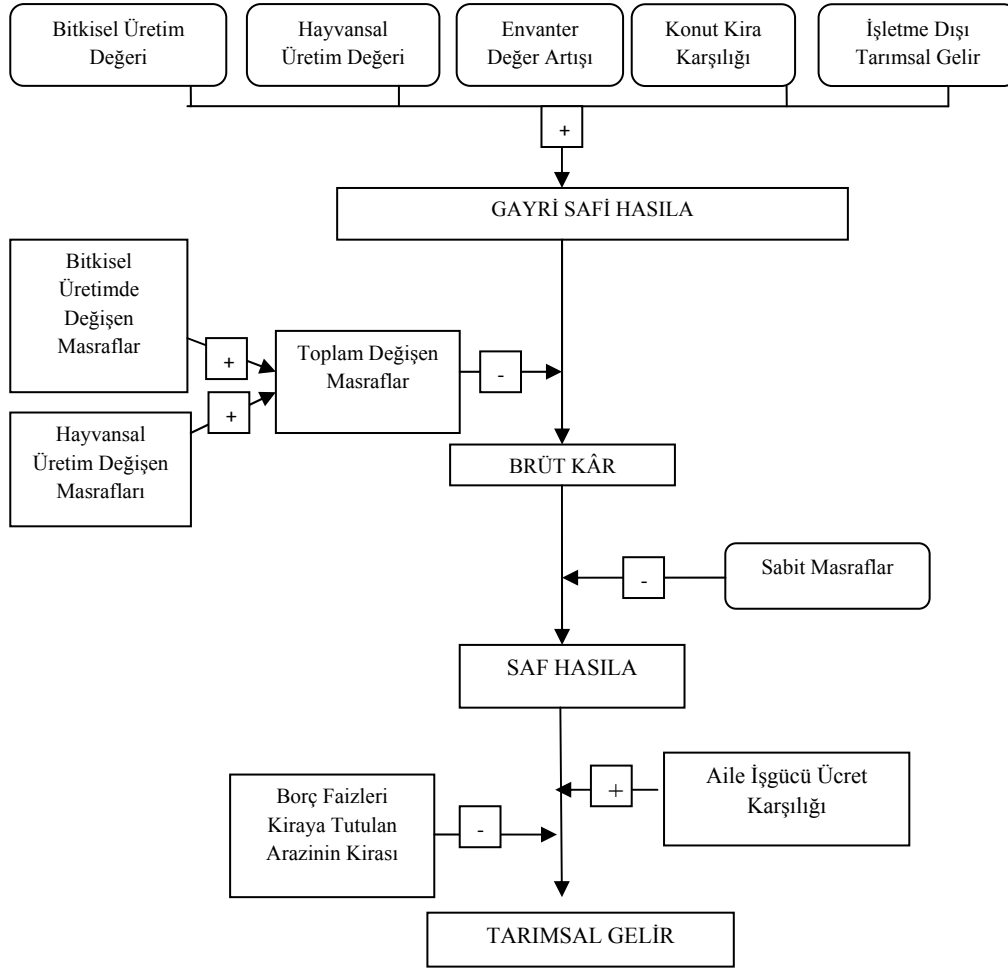 Bitkisel Üretim
Değeri
Hayvansal
Üretim Değeri
Envanter
Değer Artışı
Konut Kira
Karşılığı
İşletme Dışı
Tarımsal Gelir
+
GAYRİ SAFİ HASILA
Bitkisel
Üretimde
Değişen
Masraflar
+
Toplam Değişen
Masraflar
-
+
Hayvansal
Üretim Değişen
Masrafları
BRÜT KÂR
-
Sabit Masraflar
SAF HASILA
+
Aile İşgücü Ücret
Karşılığı
Borç Faizleri
Kiraya Tutulan
Arazinin Kirası
-
TARIMSAL GELİR